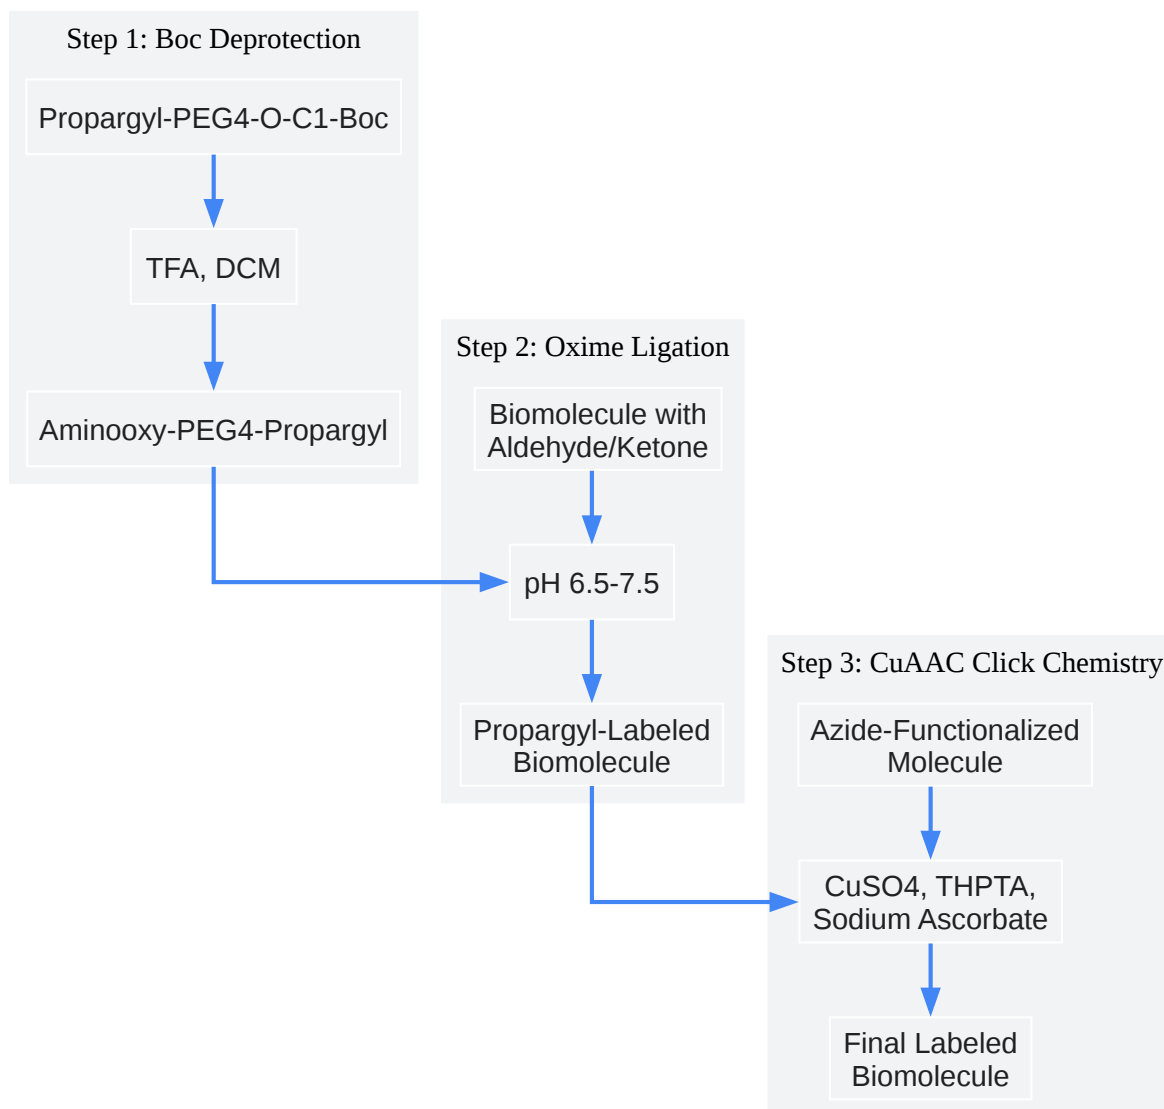 Step 1: Boc Deprotection
Propargyl-PEG4-O-C1-Boc
TFA, DCM
Aminooxy-PEG4-Propargyl
Step 2: Oxime Ligation
Biomolecule with
Aldehyde/Ketone
pH 6.5-7.5
Propargyl-Labeled
Biomolecule
Step 3: CuAAC Click Chemistry
Azide-Functionalized
Molecule
CuSO4, THPTA,
Sodium Ascorbate
Final Labeled
Biomolecule